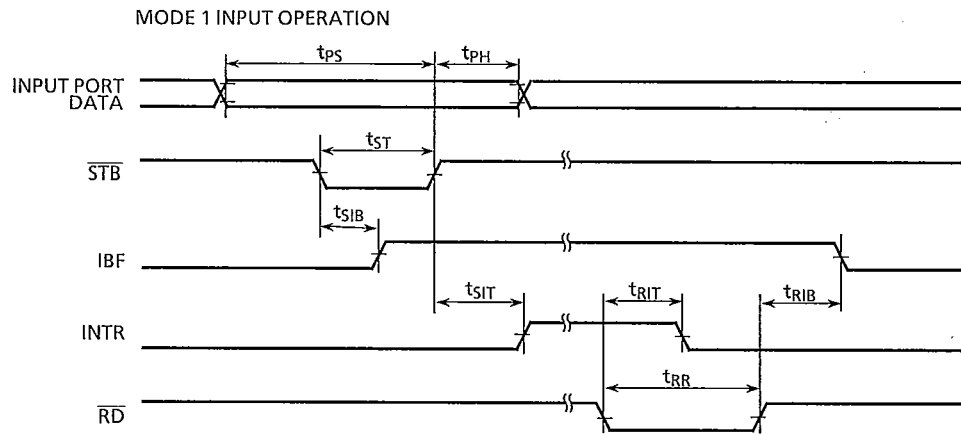 MODE 1 INPUT OPERATION
tPS
tPH
INPUT PORT
DATA
tST
STB
tSIB
IBF
tSIT
tRIT
tRIB
INTR
tRR
RD